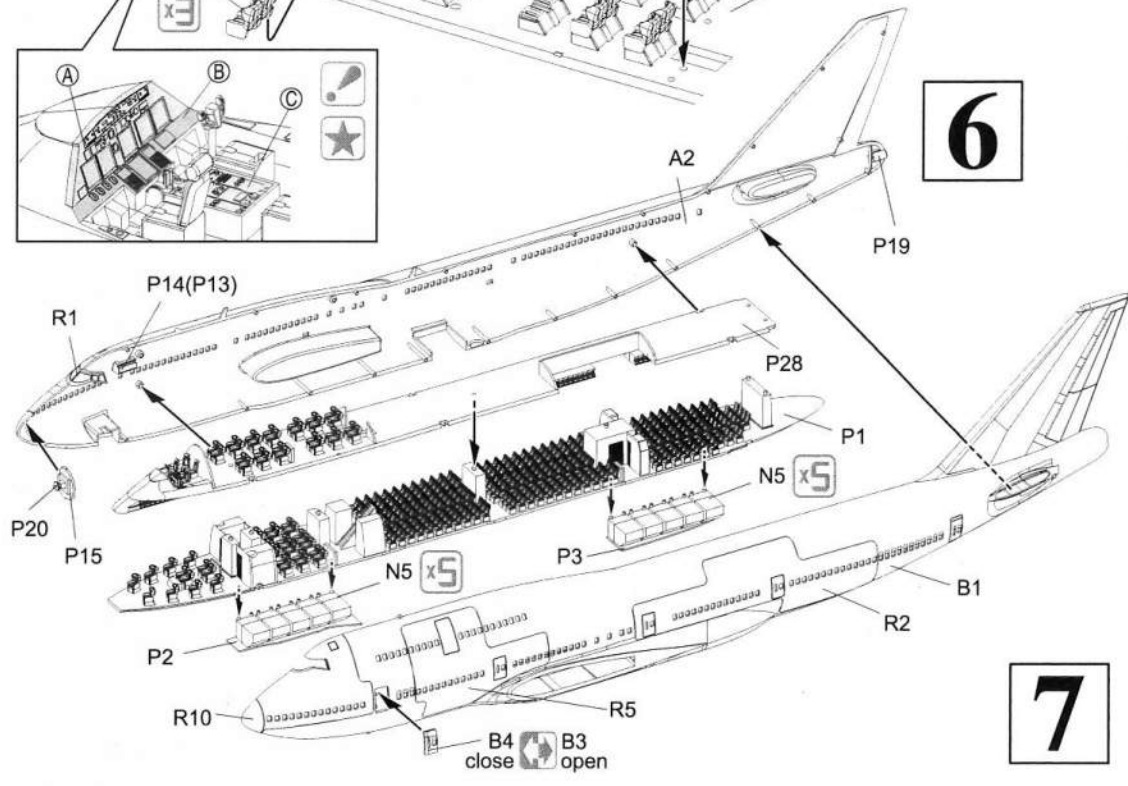 x3
A
B
C
6
A2
P19
P14(P13)
R1
P28
P1
N5 x5
P20
P15
P3
N5 x5
B1
R2
P2
R5
R10
B4 B3
close open
7